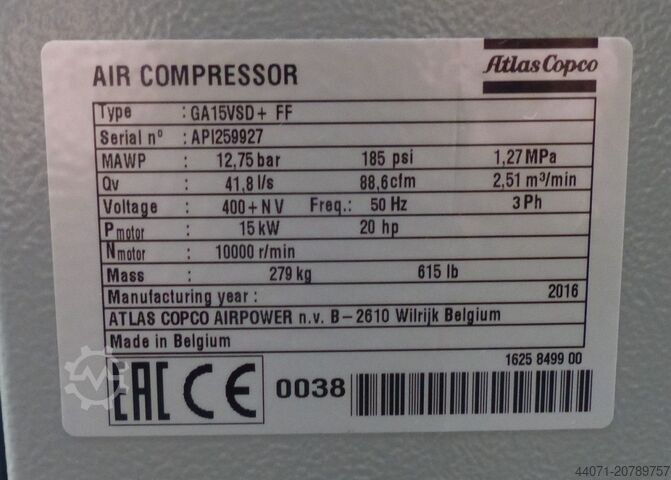 Atlas Copco
AIR COMPRESSOR
Type : GA15VSD+ FF
Serial nº : API259927
MAWP : 12,75 bar 185 psi 1,27 MPa
Qv : 41,8 l/s 88,6 cfm 2,51 m³/min
Voltage : 400+N V Freq.: 50 Hz 3 Ph
Pmotor : 15 kW 20 hp
Nmotor : 10000 r/min
Mass : 279 kg 615 lb
Manufacturing year : 2016
ATLAS COPCO AIRPOWER n.v. B-2610 Wilrijk Belgium
Made in Belgium
1625 8499 00
EAC CE 0038
44071-20789757